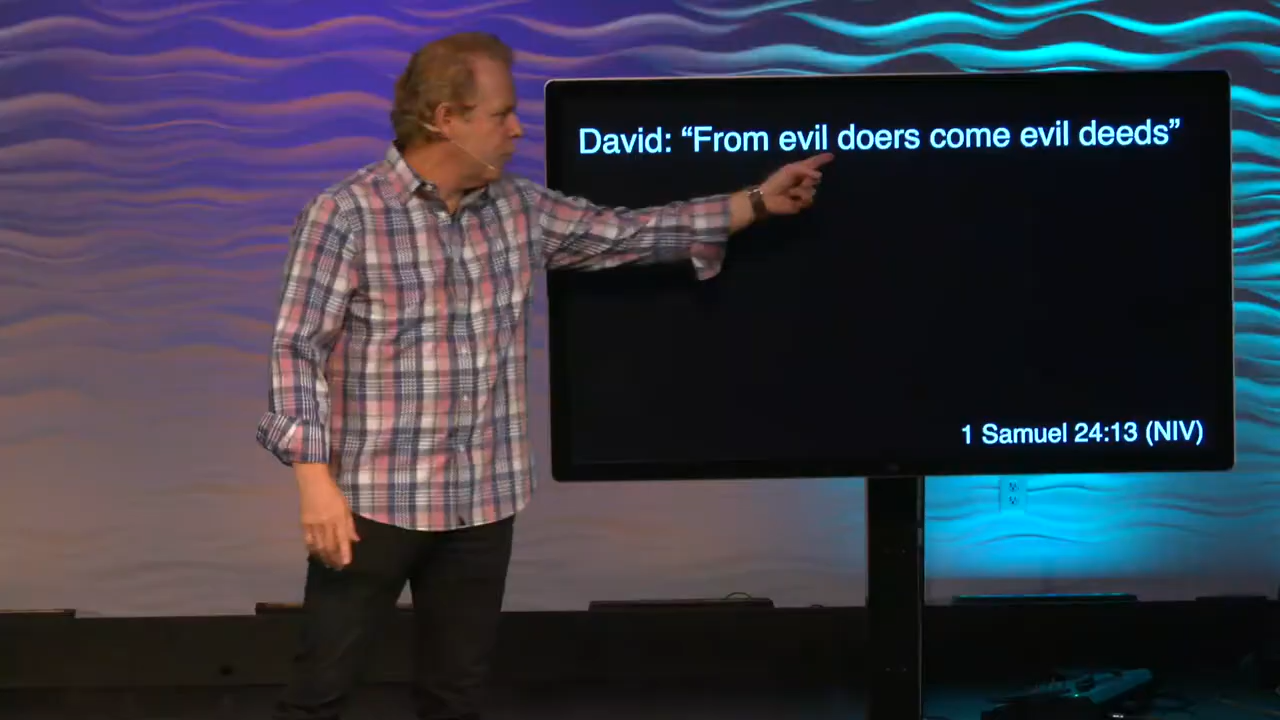 David: “From evil doers come evil deeds”
1 Samuel 24:13 (NIV)